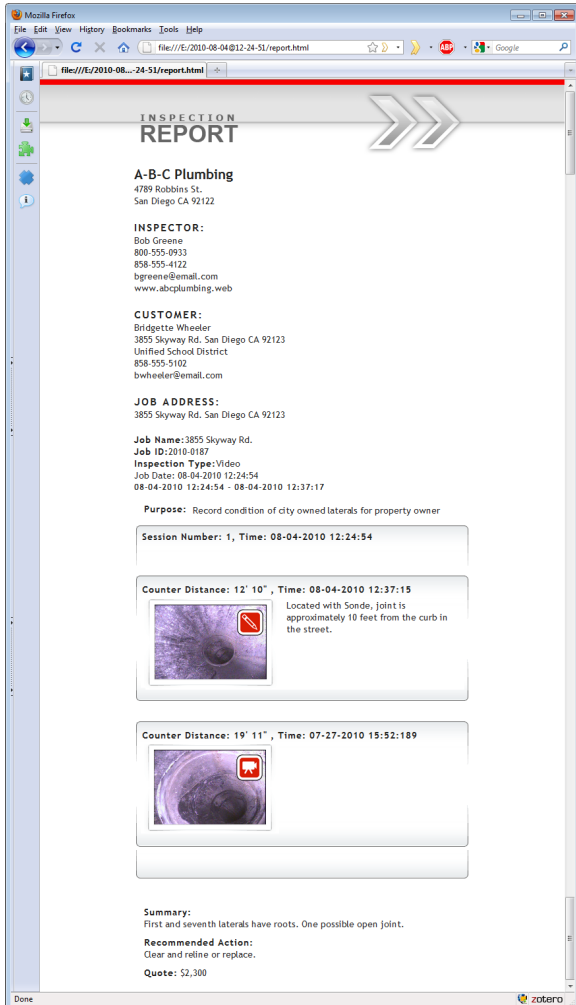 Mozilla Firefox
File Edit View History Bookmarks Tools Help
file:///E:/2010-08-04@12-24-51/report.html
ABP
Google
file:///E:/2010-08...-24-51/report.html
INSPECTION
REPORT
A-B-C Plumbing
4789 Robbins St.
San Diego CA 92122
INSPECTOR:
Bob Greene
800-555-0933
858-555-4122
bgreene@email.com
www.abcplumbing.web
CUSTOMER:
Bridgette Wheeler
3855 Skyway Rd. San Diego CA 92123
Unified School District
858-555-5102
bwheeler@email.com
JOB ADDRESS:
3855 Skyway Rd. San Diego CA 92123
Job Name:3855 Skyway Rd.
Job ID:2010-0187
Inspection Type:Video
Job Date: 08-04-2010 12:24:54
08-04-2010 12:24:54 - 08-04-2010 12:37:17
Purpose: Record condition of city owned laterals for property owner
Session Number: 1, Time: 08-04-2010 12:24:54
Counter Distance: 12' 10" , Time: 08-04-2010 12:37:15
Located with Sonde, joint is
approximately 10 feet from the curb in
the street.
Counter Distance: 19' 11" , Time: 07-27-2010 15:52:189
Summary:
First and seventh laterals have roots. One possible open joint.
Recommended Action:
Clear and reline or replace.
Quote: $2,300
Done
zotero